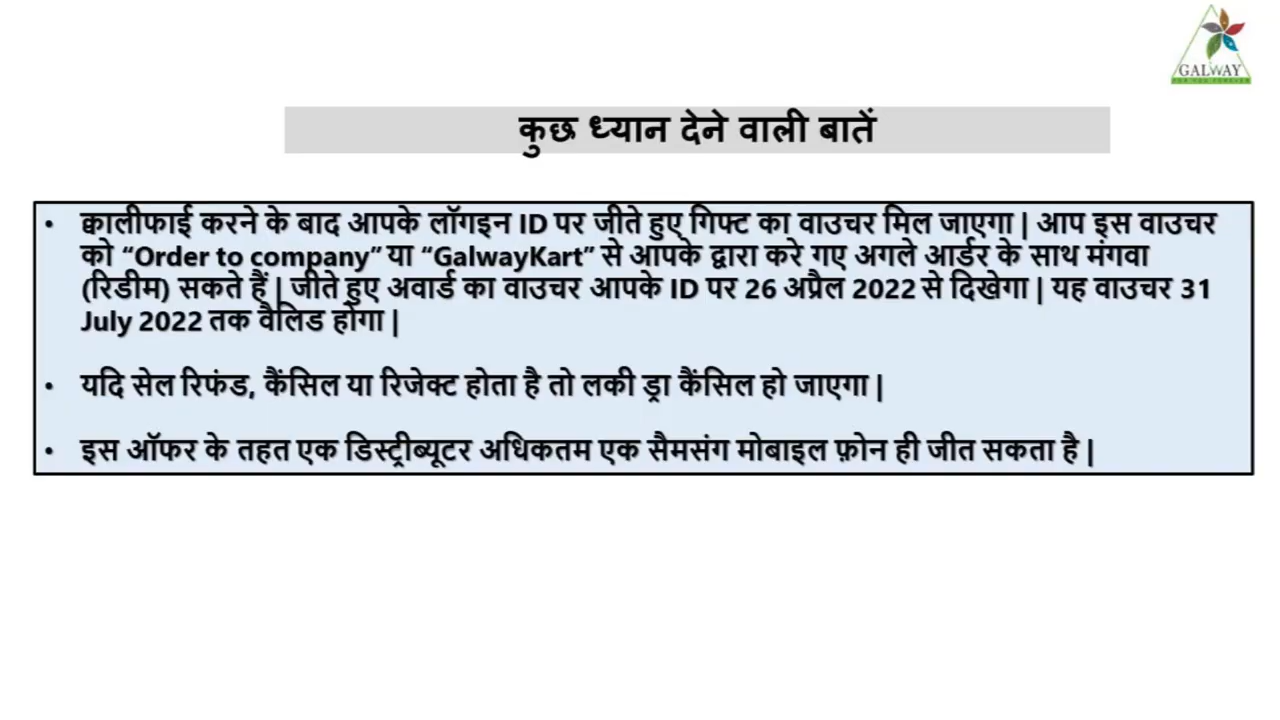 GALWAY
कुछ ध्यान देने वाली बातें
• क्वालीफाई करने के बाद आपके लॉगइन ID पर जीते हुए गिफ्ट का वाउचर मिल जाएगा | आप इस वाउचर
को “Order to company” या “GalwayKart” से आपके द्वारा करे गए अगले आर्डर के साथ मंगवा
(रिडीम) सकते हैं | जीते हुए अवार्ड का वाउचर आपके ID पर 26 अप्रैल 2022 से दिखेगा | यह वाउचर 31
July 2022 तक वैलिड होगा |
• यदि सेल रिफंड, कैंसिल या रिजेक्ट होता है तो लकी ड्रा कैंसिल हो जाएगा |
• इस ऑफर के तहत एक डिस्ट्रीब्यूटर अधिकतम एक सैमसंग मोबाइल फ़ोन ही जीत सकता है |